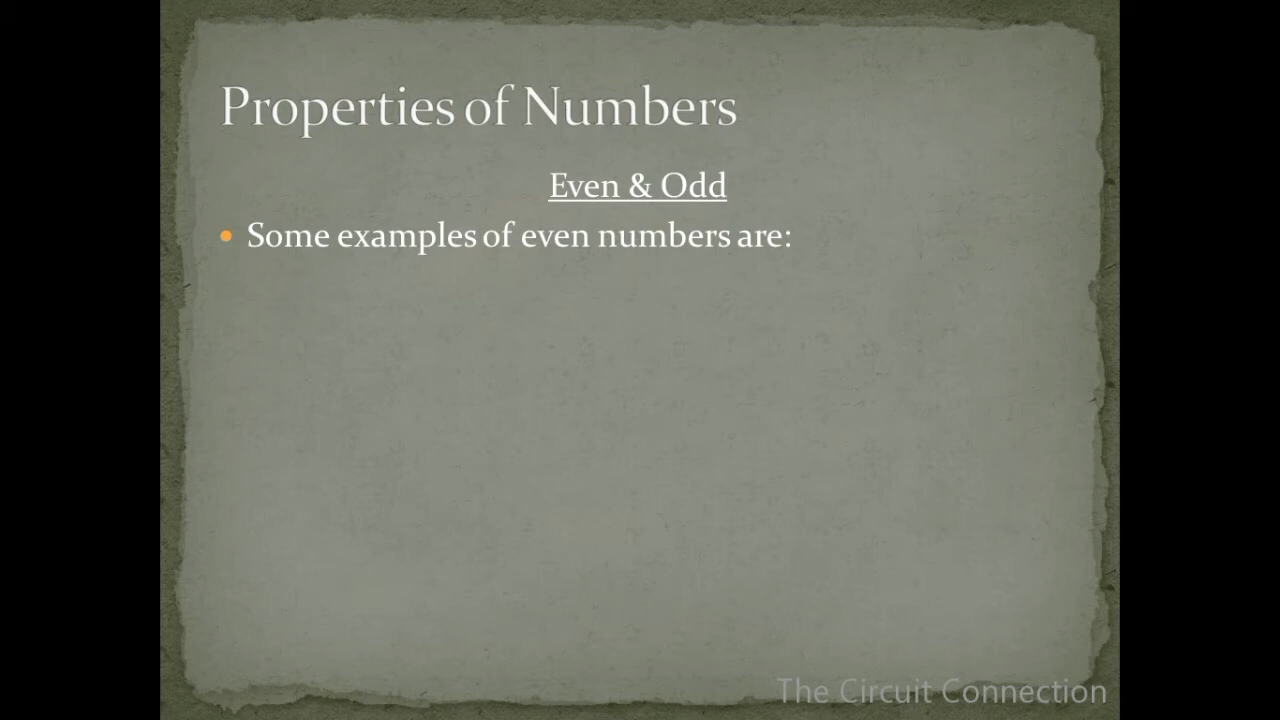 Properties of Numbers
Even & Odd
Some examples of even numbers are:
The Circuit Connection